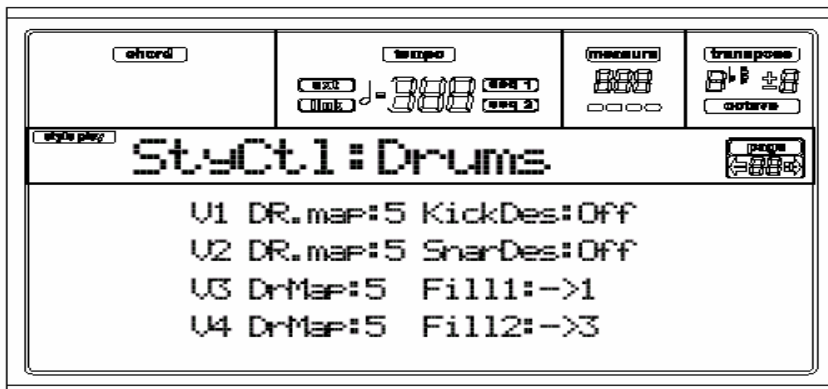 chord
tempo
measure
transpose
ext
seq 1
link
seq 2
octave
style play
StyCtl:Drums
page
V1 DR.map:5 KickDes:Off
V2 DR.map:5 SnarDes:Off
V3 DrMap:5 Fill1:->1
V4 DrMap:5 Fill2:->3